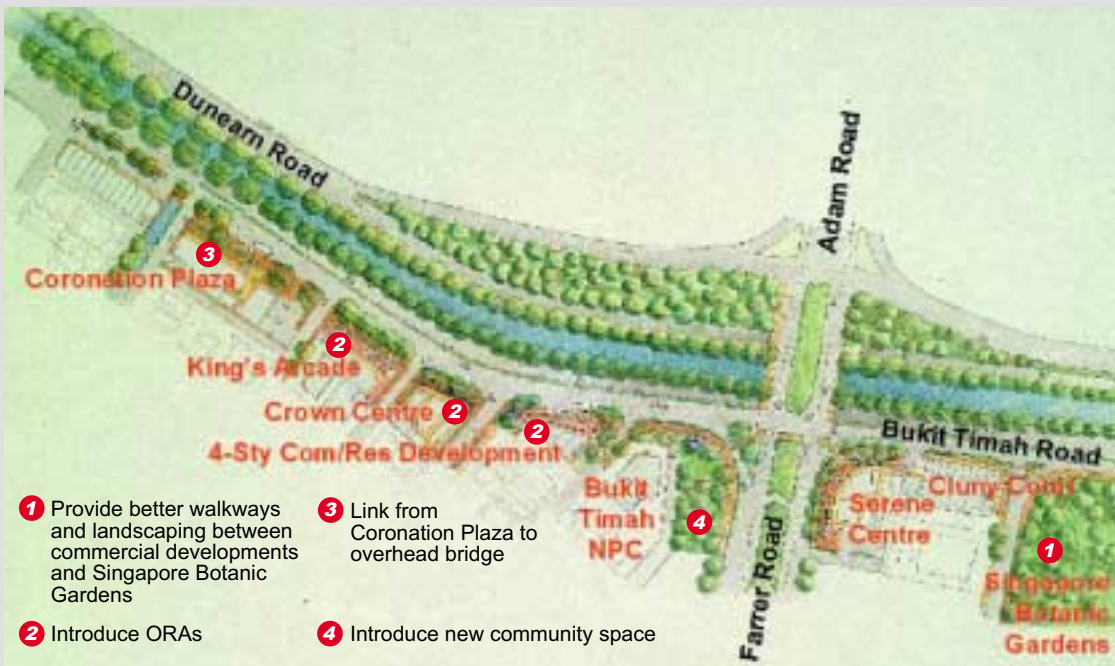 Dunearn Road
Adam Road
3
Coronation Plaza
2
King's Arcade
Crown Centre 2
2
4-Sty Com/Res Development
Bukit Timah Road
Cluny Court
Bukit
Timah
NPC
4
Serene
Centre
Farrer Road
1
Singapore
Botanic
Gardens
1 Provide better walkways
and landscaping between
commercial developments
and Singapore Botanic
Gardens
2 Introduce ORAs
3 Link from
Coronation Plaza to
overhead bridge
4 Introduce new community space